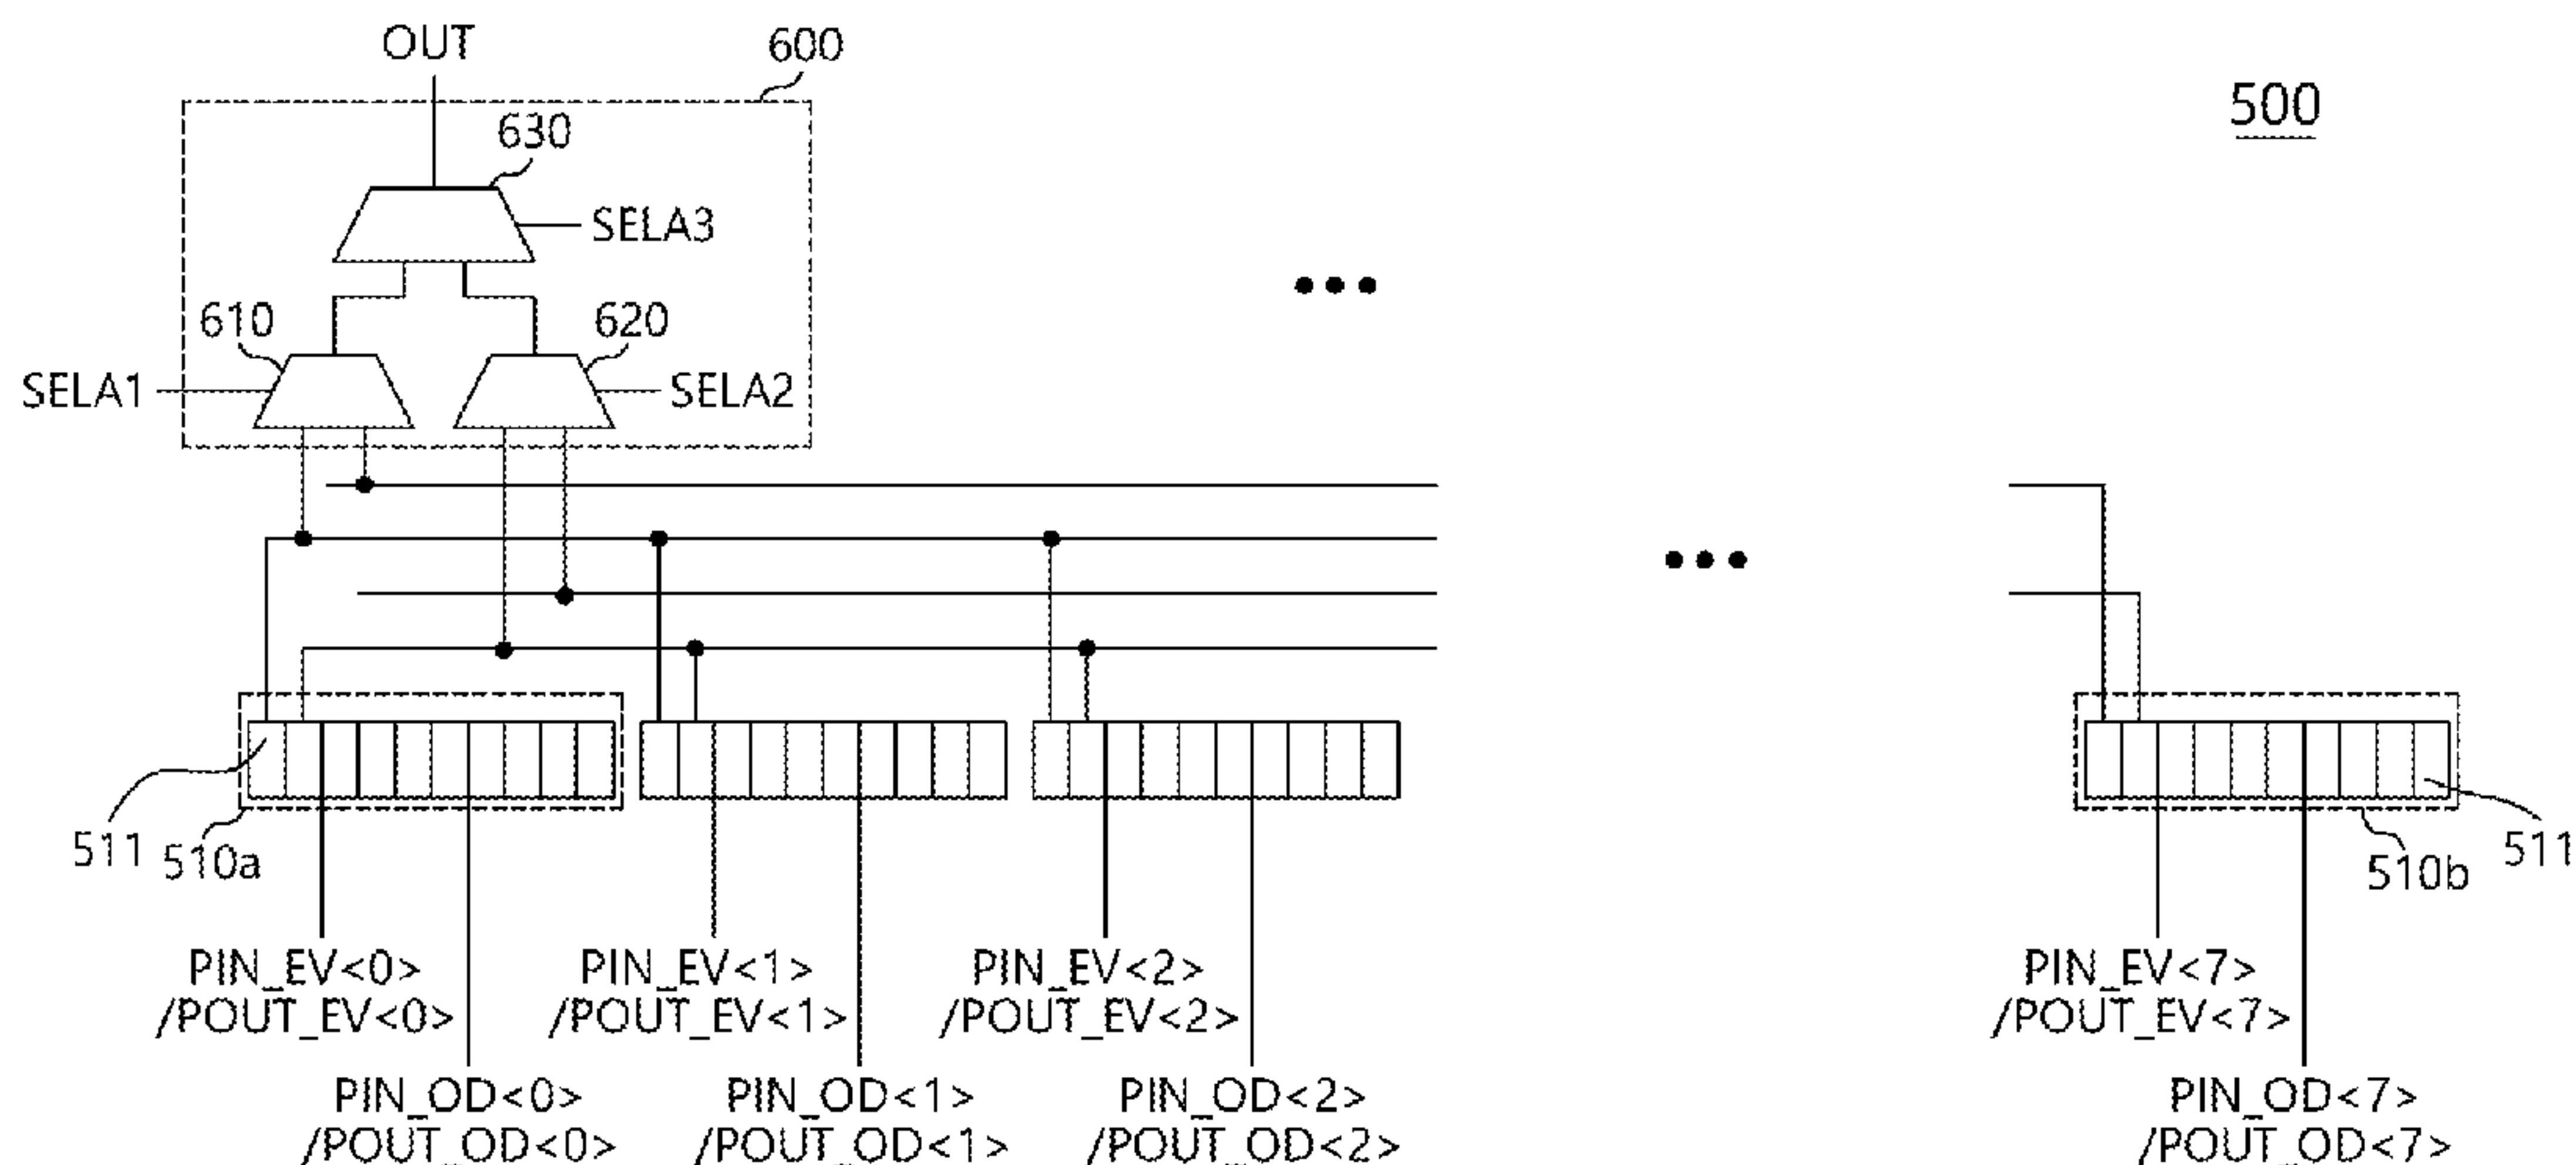 OUT
600
500
630
SELA3
610
620
SELA1
SELA2
511
510a
510b
511
PIN_EV<0>
/POUT_EV<0>
PIN_EV<1>
/POUT_EV<1>
PIN_EV<2>
/POUT_EV<2>
PIN_EV<7>
/POUT_EV<7>
PIN_OD<0>
/POUT_OD<0>
PIN_OD<1>
/POUT_OD<1>
PIN_OD<2>
/POUT_OD<2>
PIN_OD<7>
/POUT_OD<7>